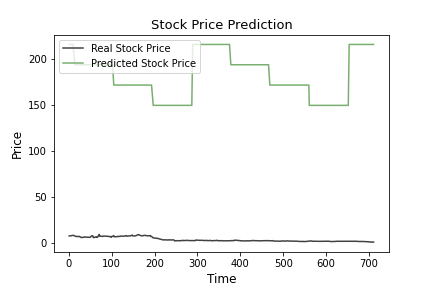 Stock Price Prediction
Real Stock Price
Predicted Stock Price
200
150
100
50
0
Price
0 100 200 300 400 500 600 700
Time